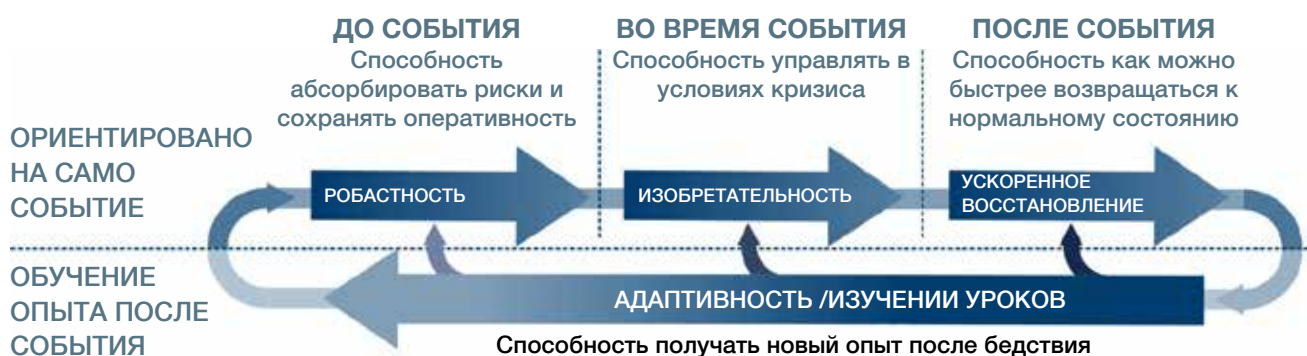 ДО СОБЫТИЯ
Способность
абсорбировать риски и
сохранять оперативность
ВО ВРЕМЯ СОБЫТИЯ
Способность управлять в
условиях кризиса
ПОСЛЕ СОБЫТИЯ
Способность как можно
быстрее возвращаться к
нормальному состоянию
ОРИЕНТИРОВАНО
НА САМО
СОБЫТИЕ
РОБАСТНОСТЬ
ИЗОБРЕТАТЕЛЬНОСТЬ
УСКОРЕННОЕ
ВОССТАНОВЛЕНИЕ
ОБУЧЕНИЕ
ОПЫТА ПОСЛЕ
СОБЫТИЯ
АДАПТИВНОСТЬ /ИЗУЧЕНИИ УРОКОВ
Способность получать новый опыт после бедствия